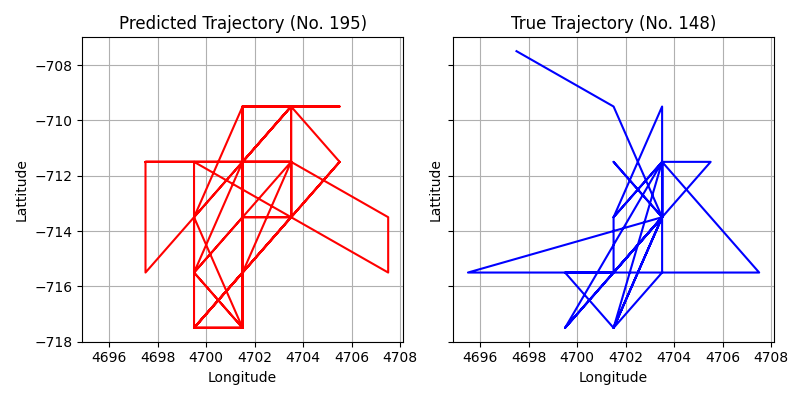 Predicted Trajectory (No. 195)
True Trajectory (No. 148)
Lattitude
−708
−710
−712
−714
−716
−718
4696 4698 4700 4702 4704 4706 4708
Longitude
Lattitude
4696 4698 4700 4702 4704 4706 4708
Longitude